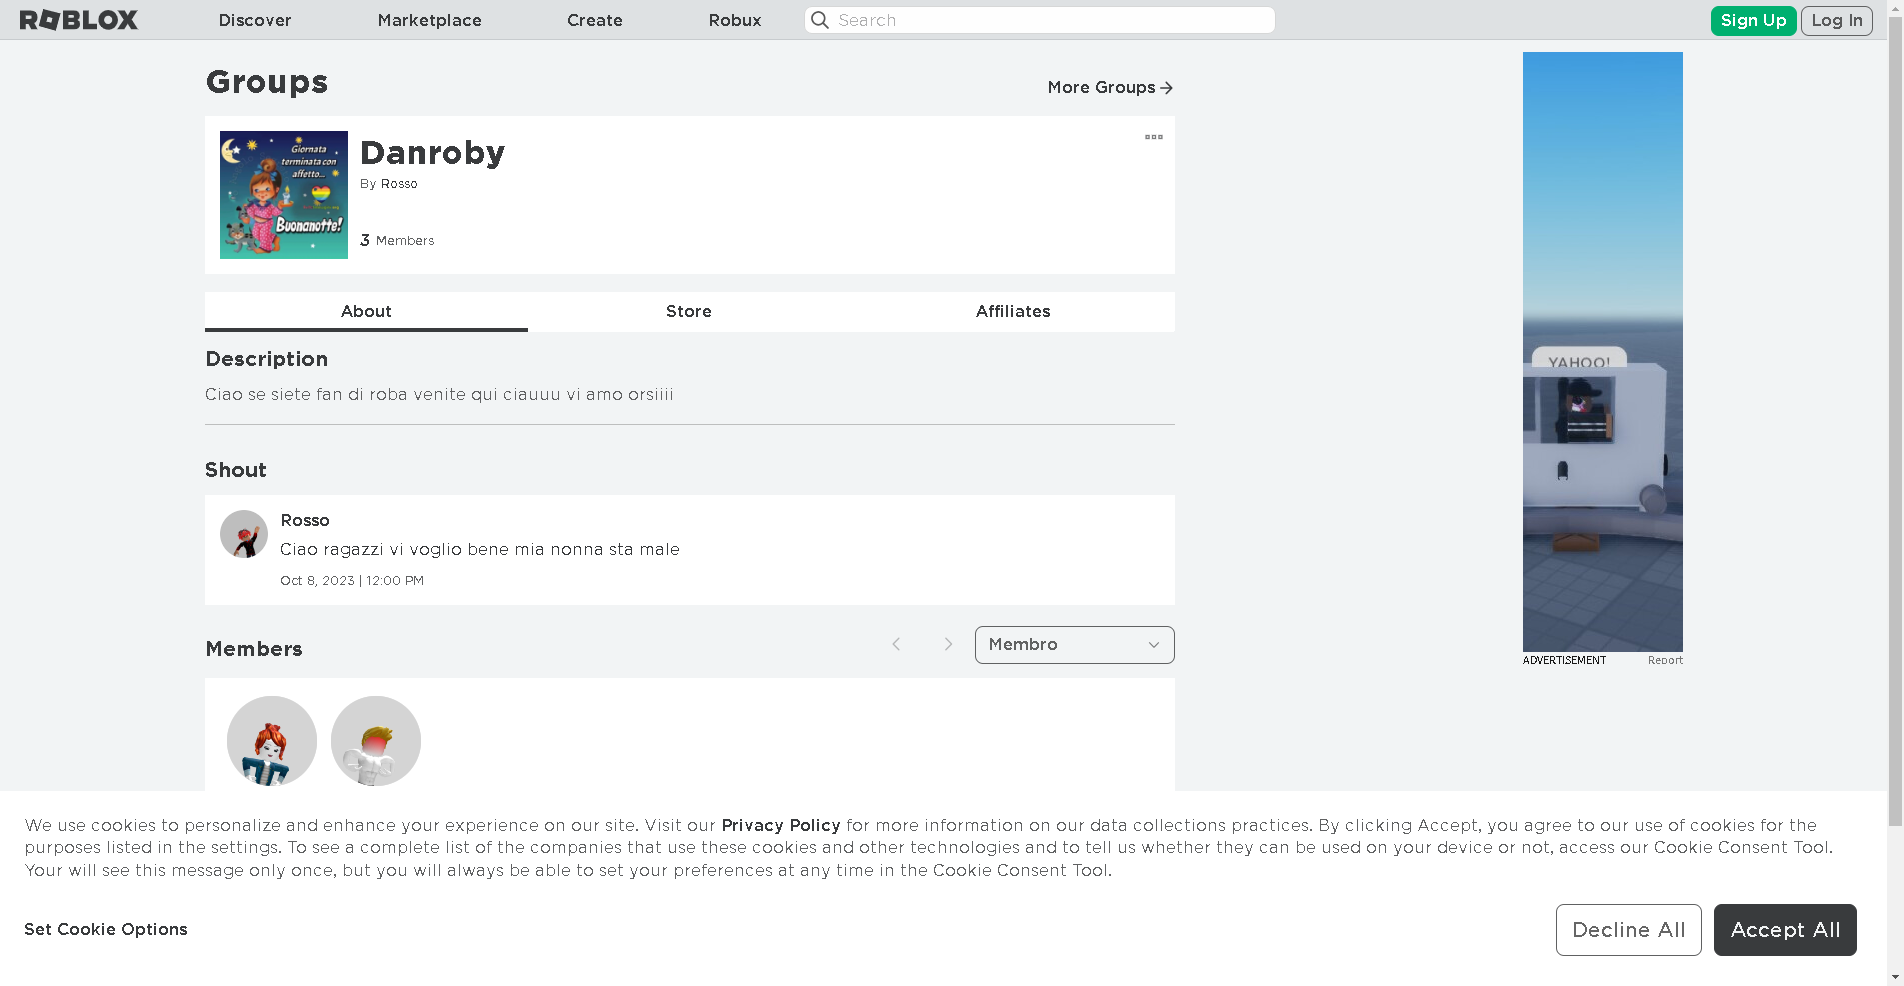 ROBLOX Discover Marketplace Create Robux Search Sign Up Log In
Groups
More Groups
Giornata
terminata con
affetto...
Buonanotte!
Danroby
By Rosso
3 Members
About Store Affiliates
Description
Ciao se siete fan di roba venite qui ciauuu vi amo orsiiii
Shout
Rosso
Ciao ragazzi vi voglio bene mia nonna sta male
Oct 8, 2023 | 12:00 PM
Members
Membro
YAHOO!
ADVERTISEMENT Report
We use cookies to personalize and enhance your experience on our site. Visit our Privacy Policy for more information on our data collections practices. By clicking Accept, you agree to our use of cookies for the
purposes listed in the settings. To see a complete list of the companies that use these cookies and other technologies and to tell us whether they can be used on your device or not, access our Cookie Consent Tool.
Your will see this message only once, but you will always be able to set your preferences at any time in the Cookie Consent Tool.
Set Cookie Options
Decline All
Accept All